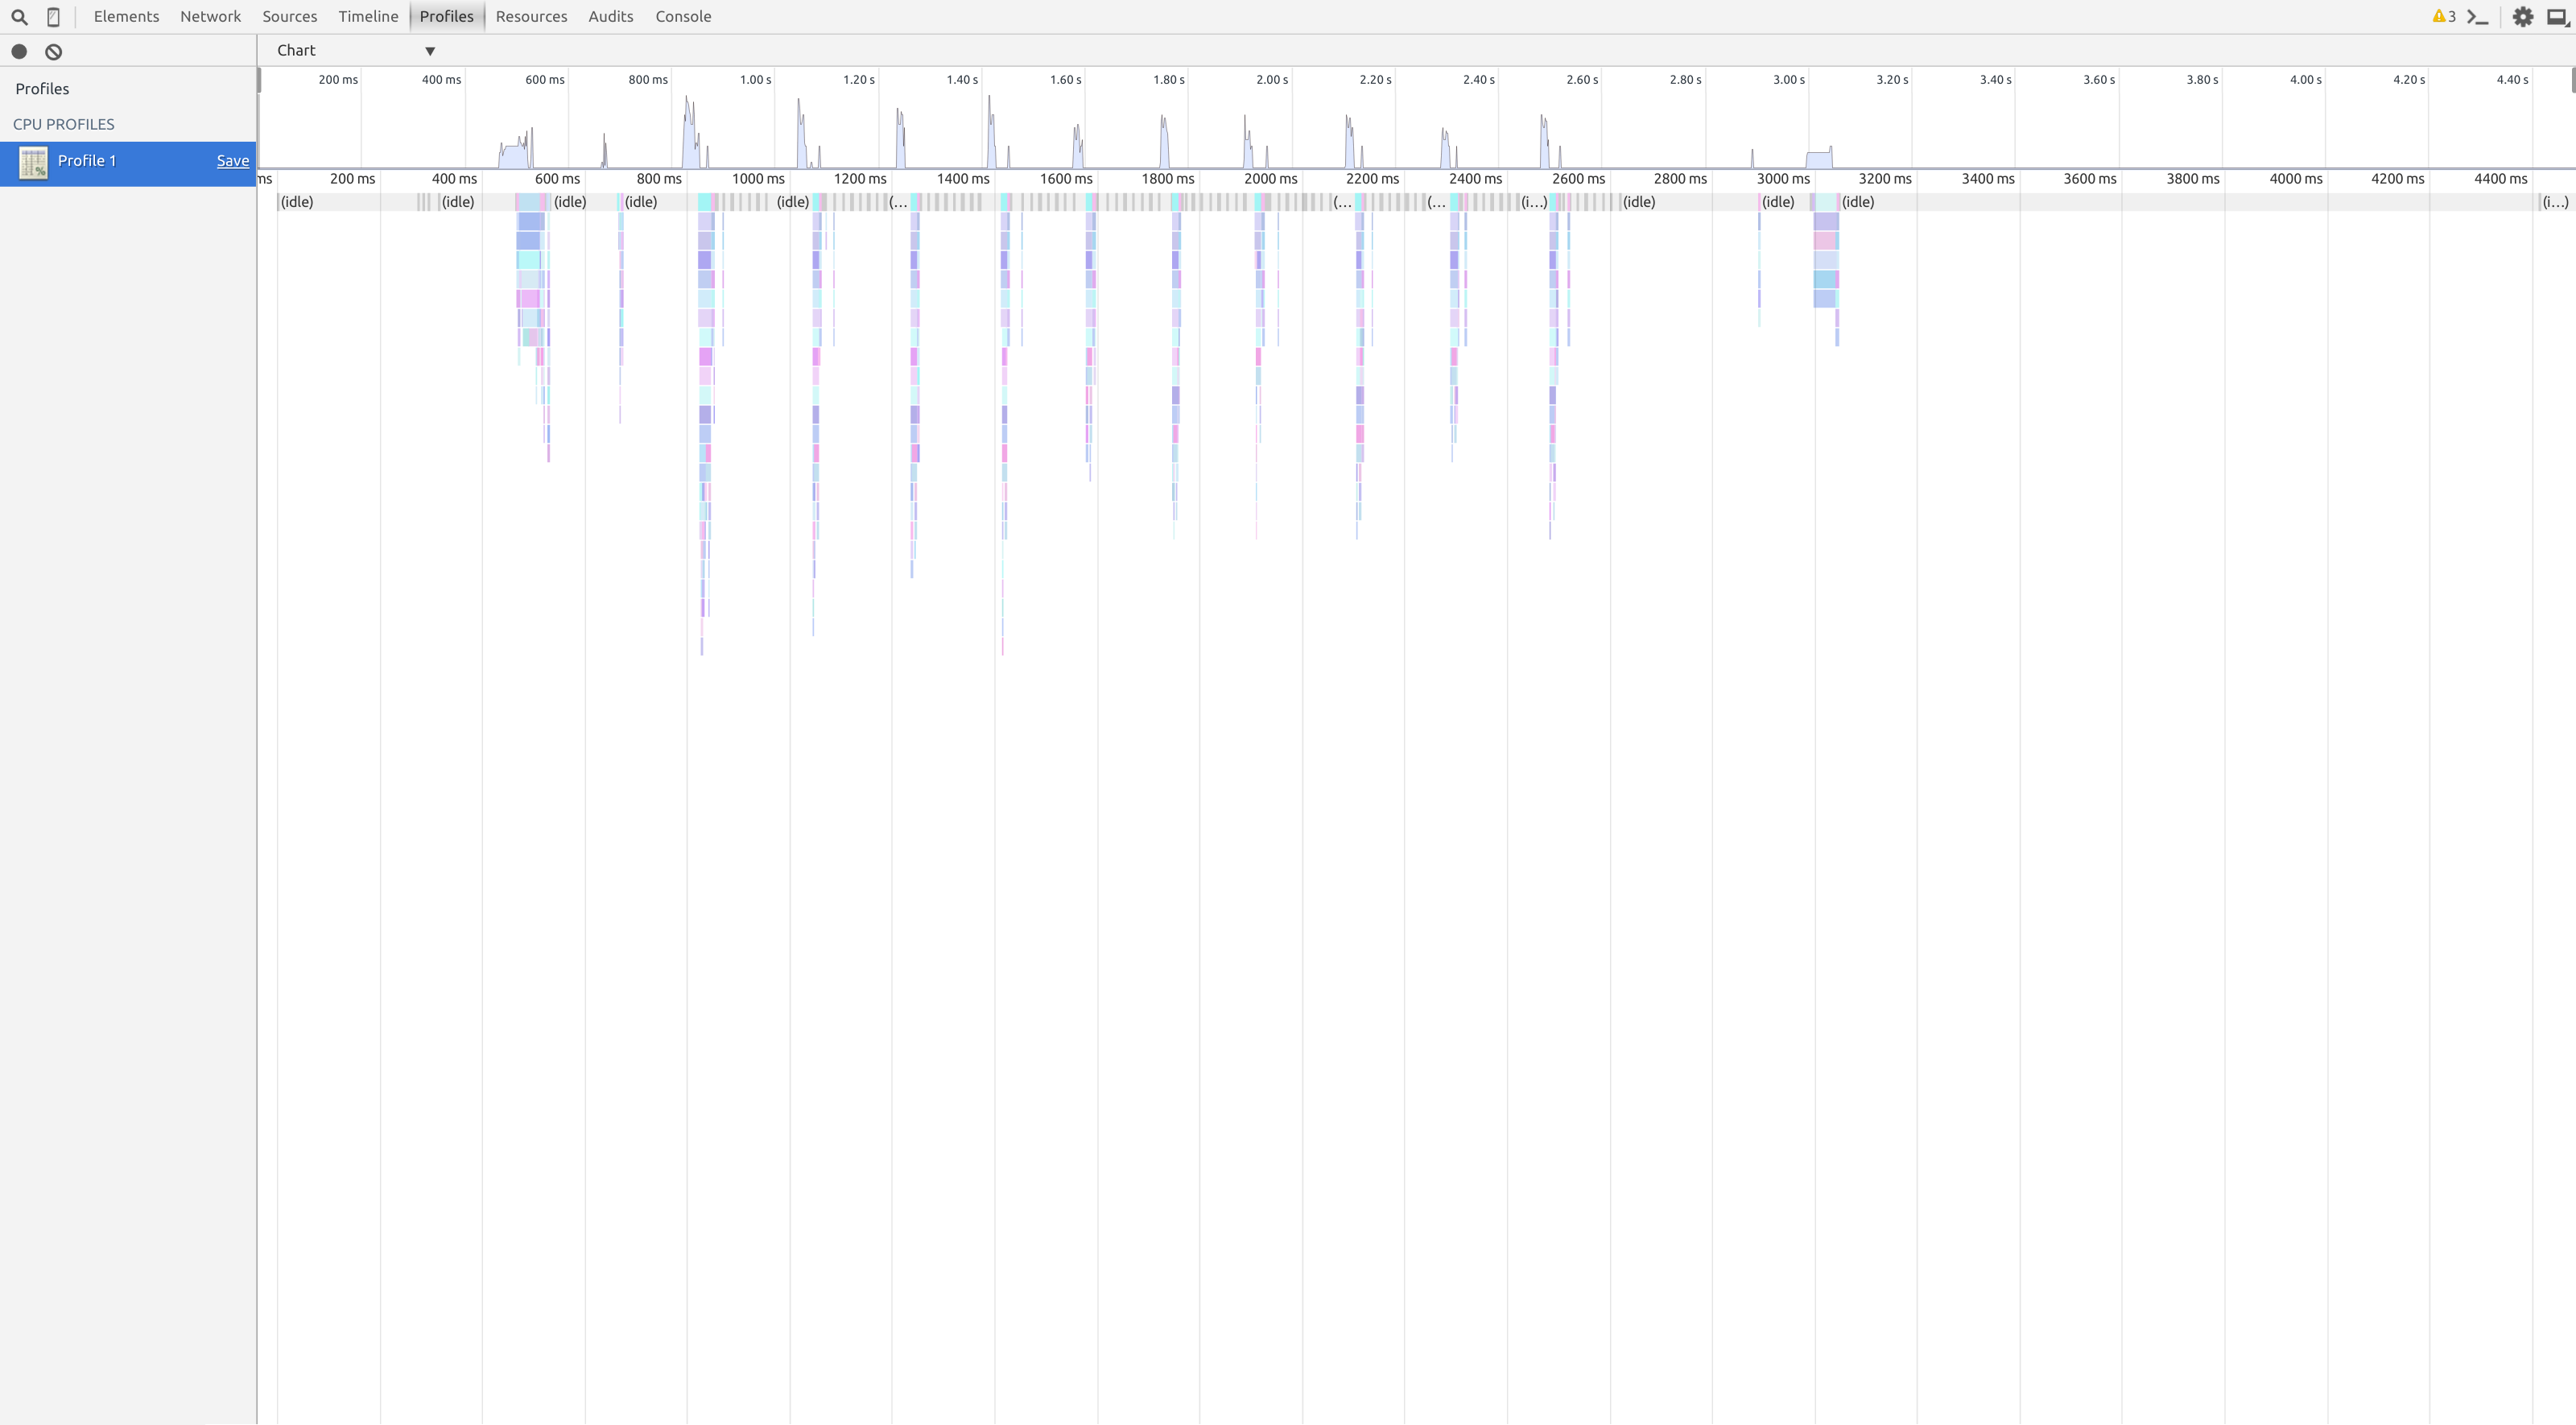 Elements Network Sources Timeline Profiles Resources Audits Console 3
Chart ▼
Profiles
CPU PROFILES
Profile 1 Save
200 ms 400 ms 600 ms 800 ms 1.00 s 1.20 s 1.40 s 1.60 s 1.80 s 2.00 s 2.20 s 2.40 s 2.60 s 2.80 s 3.00 s 3.20 s 3.40 s 3.60 s 3.80 s 4.00 s 4.20 s 4.40 s
ms 200 ms 400 ms 600 ms 800 ms 1000 ms 1200 ms 1400 ms 1600 ms 1800 ms 2000 ms 2200 ms 2400 ms 2600 ms 2800 ms 3000 ms 3200 ms 3400 ms 3600 ms 3800 ms 4000 ms 4200 ms 4400 ms
(idle) (idle) (idle) (idle) (idle) (... (... (... (i...) (idle) (idle) (idle) (i...)